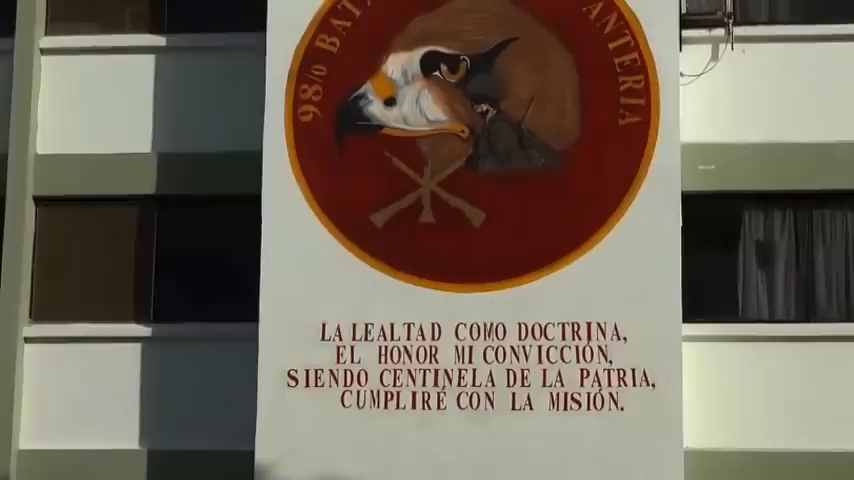 98/o BATA
ANTERIA
LA LEALTAD COMO DOCTRINA,
EL HONOR MI CONVICCIÓN,
SIENDO CENTINELA DE LA PATRIA,
CUMPLIRÉ CON LA MISIÓN.